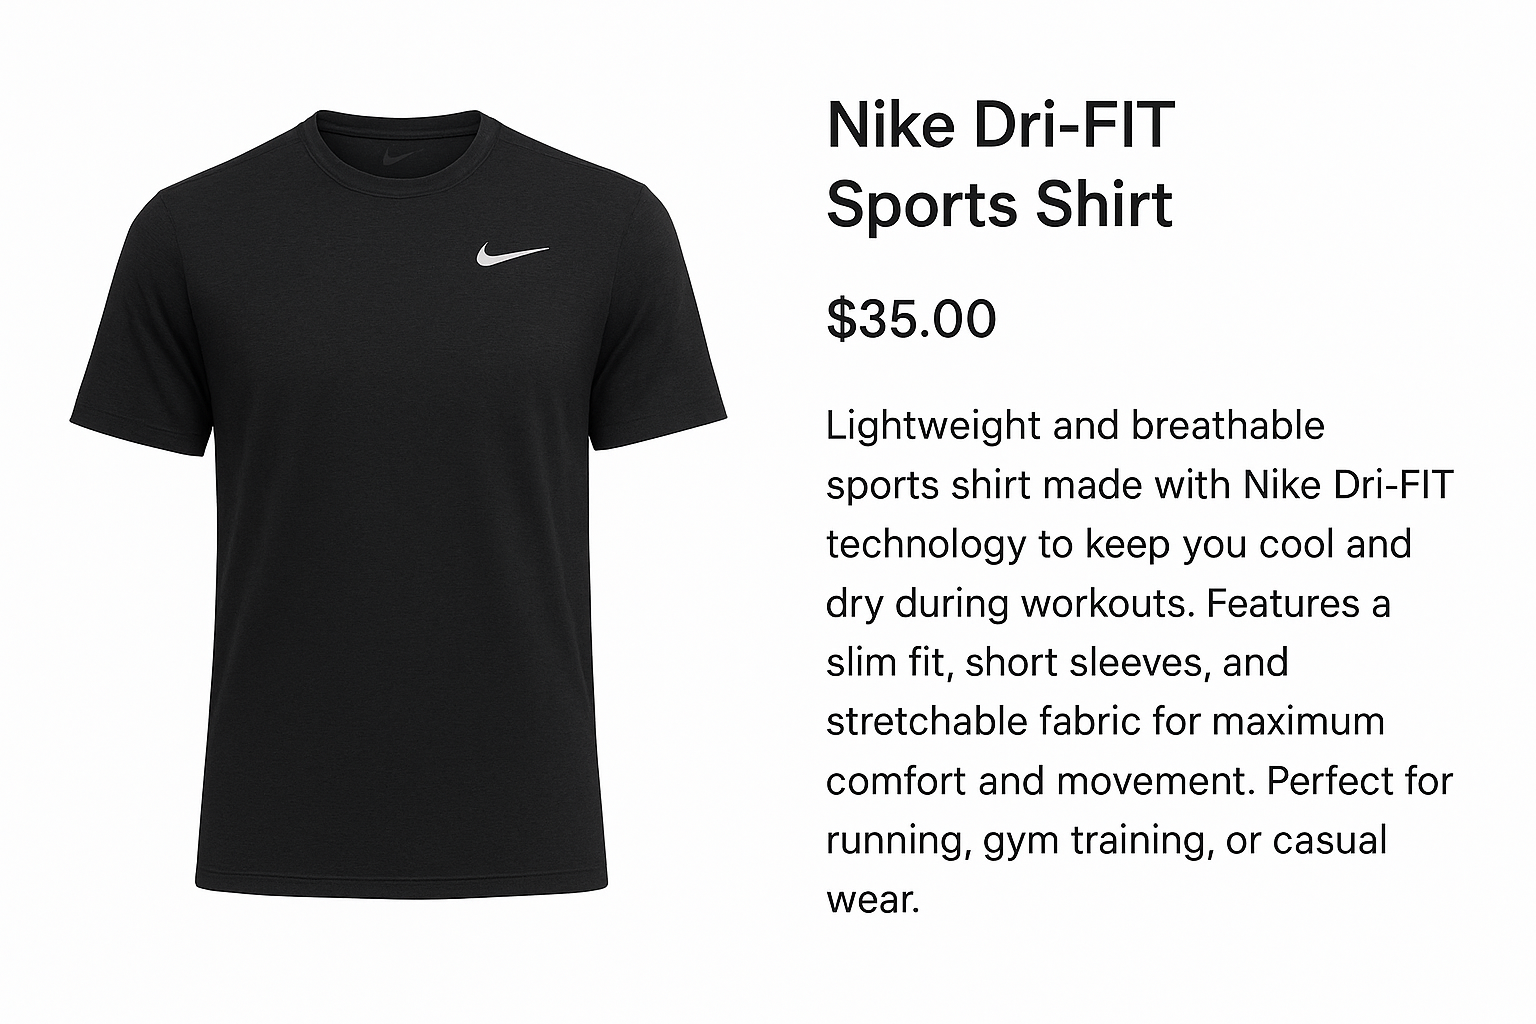 Nike Dri-FIT
Sports Shirt
$35.00
Lightweight and breathable
sports shirt made with Nike Dri-FIT
technology to keep you cool and
dry during workouts. Features a
slim fit, short sleeves, and
stretchable fabric for maximum
comfort and movement. Perfect for
running, gym training, or casual
wear.